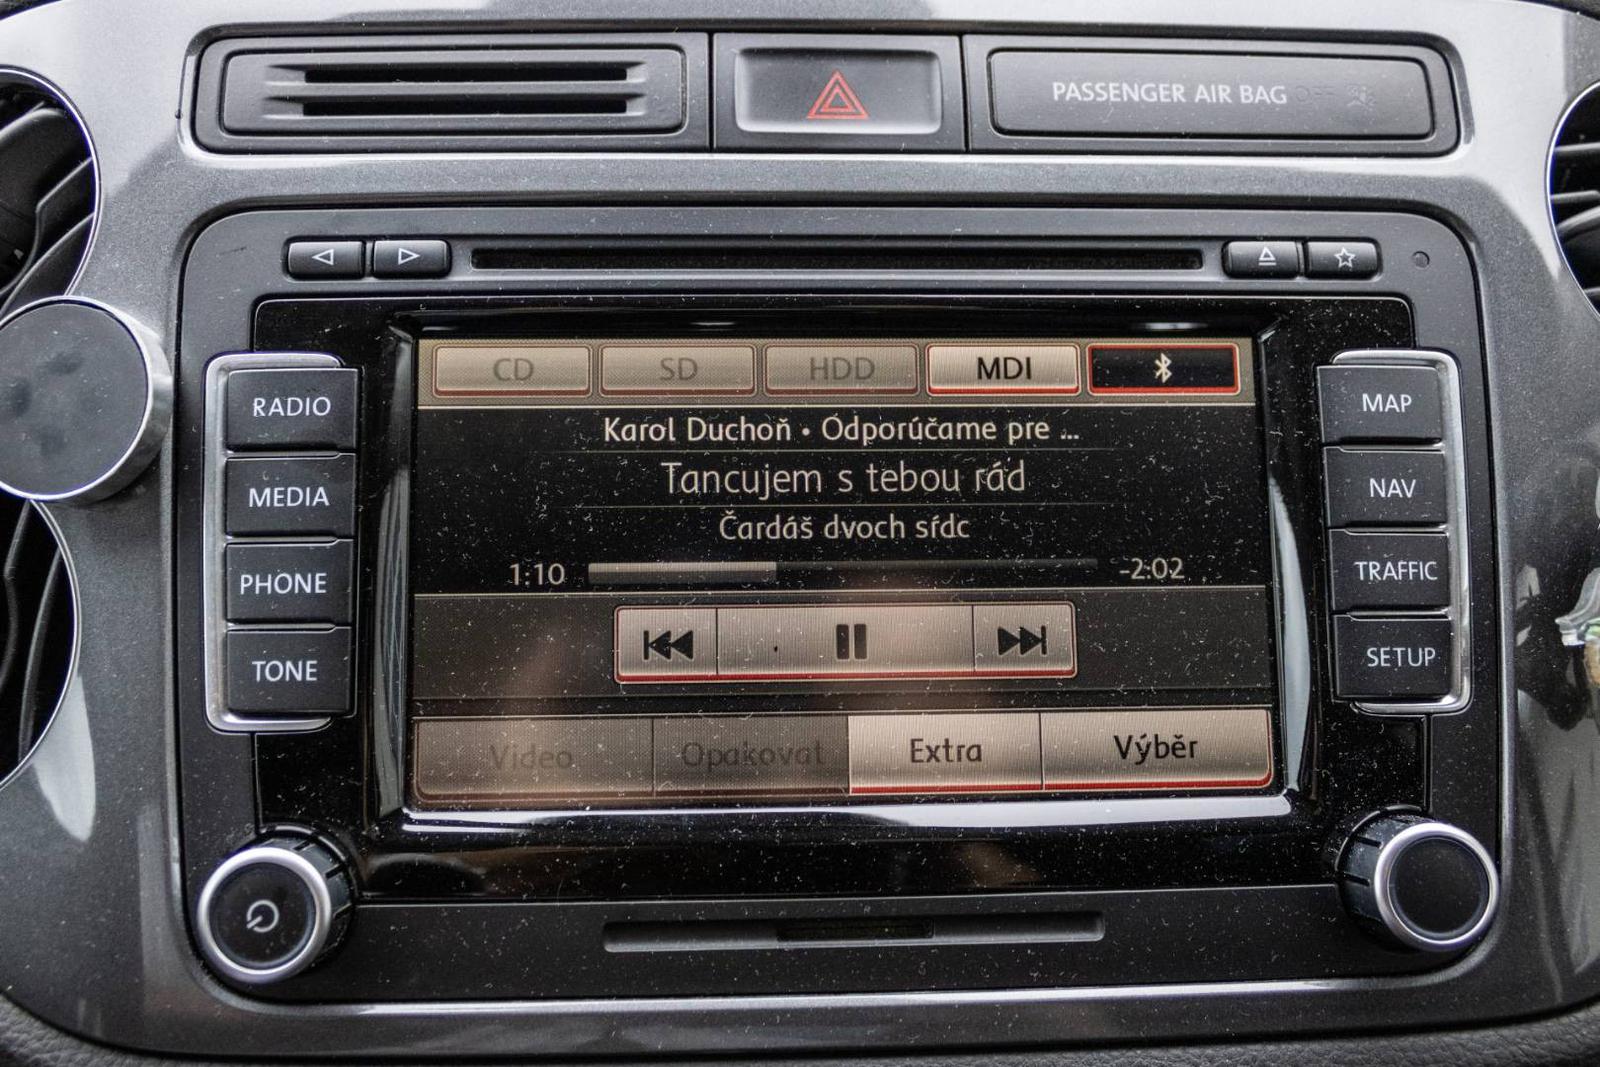 PASSENGER AIR BAG OFF
CD SD HDD MDI
RADIO
MEDIA
PHONE
TONE
Karol Duchoň • Odporúčame pre ...
Tancujem s tebou rád
Čardáš dvoch sŕdc
1:10 -2:02
Video Opakovat Extra Výběr
MAP
NAV
TRAFFIC
SETUP